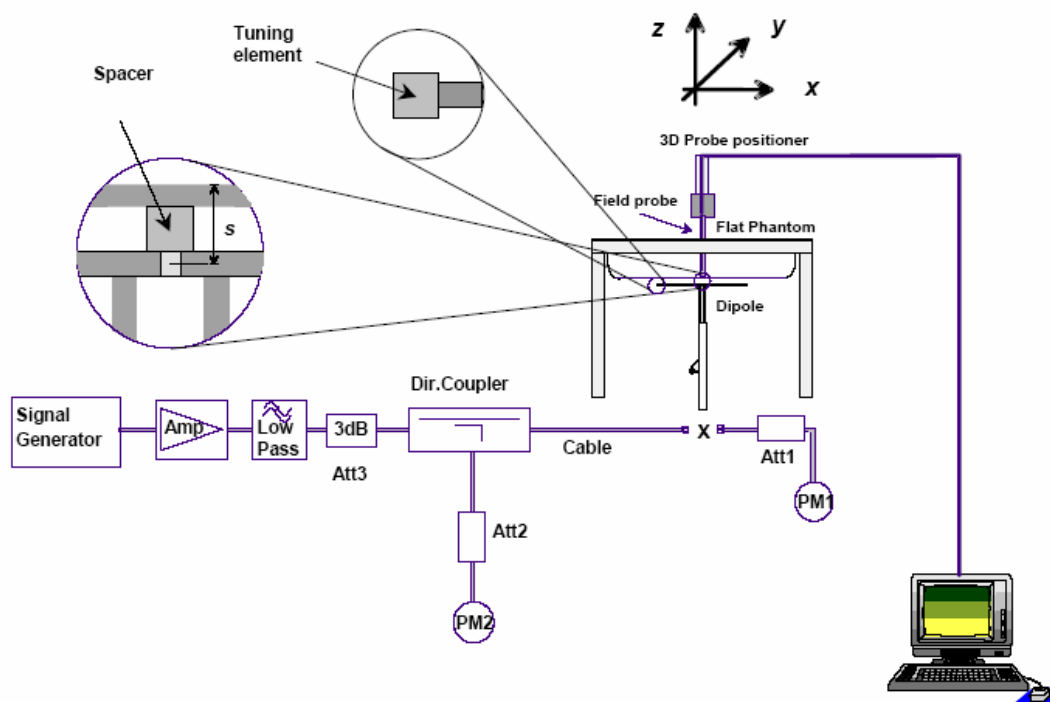 Tuning
element
Spacer
z
y
x
3D Probe positioner
Field probe
s
Flat Phantom
Dipole
Dir.Coupler
Signal
Generator
Amp
Low
Pass
3dB
Att3
Cable
X
Att1
PM1
Att2
PM2